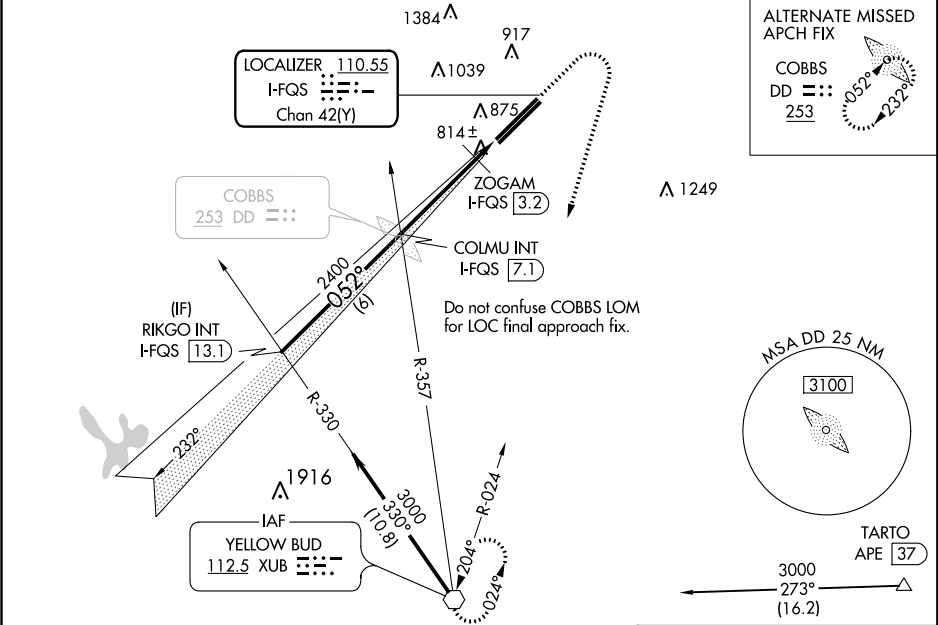 1384
917
1039
LOCALIZER 110.55
I-FQS
Chan 42(Y)
875
814 ±
ALTERNATE MISSED
APCH FIX
COBBS
DD
253
052°
232°
COBBS
253 DD
ZOGAM
I-FQS 3.2
1249
COLMU INT
I-FQS 7.1
2400
052°
(6)
Do not confuse COBBS LOM
for LOC final approach fix.
(IF)
RIKGO INT
I-FQS 13.1
MSA DD 25 NM
3100
R-357
R-330
232°
1916
3000
330°
(10.8)
R-024
204°
024°
IAF
YELLOW BUD
112.5 XUB
TARTO
APE 37
3000
273°
(16.2)